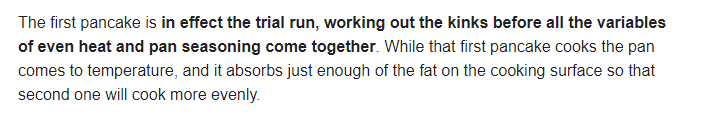 The first pancake is in effect the trial run, working out the kinks before all the variables
of even heat and pan seasoning come together. While that first pancake cooks the pan
comes to temperature, and it absorbs just enough of the fat on the cooking surface so that
second one will cook more evenly.